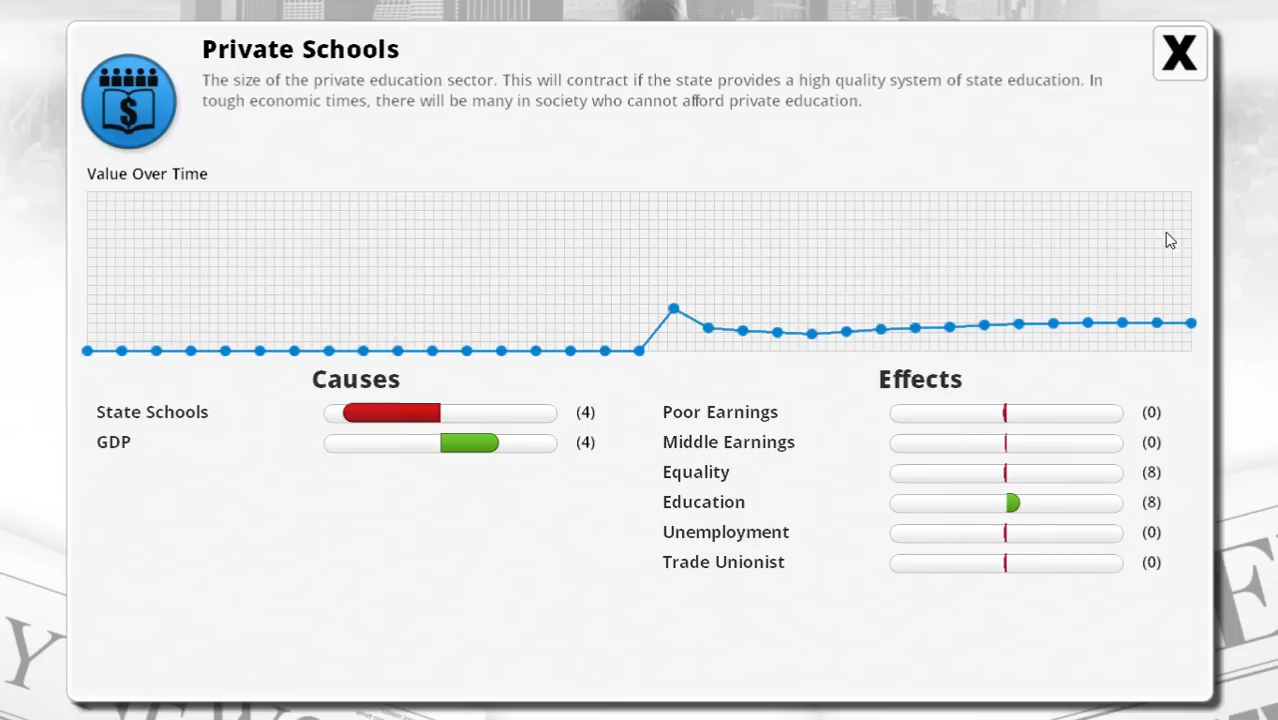 Private Schools
X
The size of the private education sector. This will contract if the state provides a high quality system of state education. In
tough economic times, there will be many in society who cannot afford private education.
$
Value Over Time
Causes
State Schools (4)
GDP (4)
Effects
Poor Earnings (0)
Middle Earnings (0)
Equality (8)
Education (8)
Unemployment (0)
Trade Unionist (0)